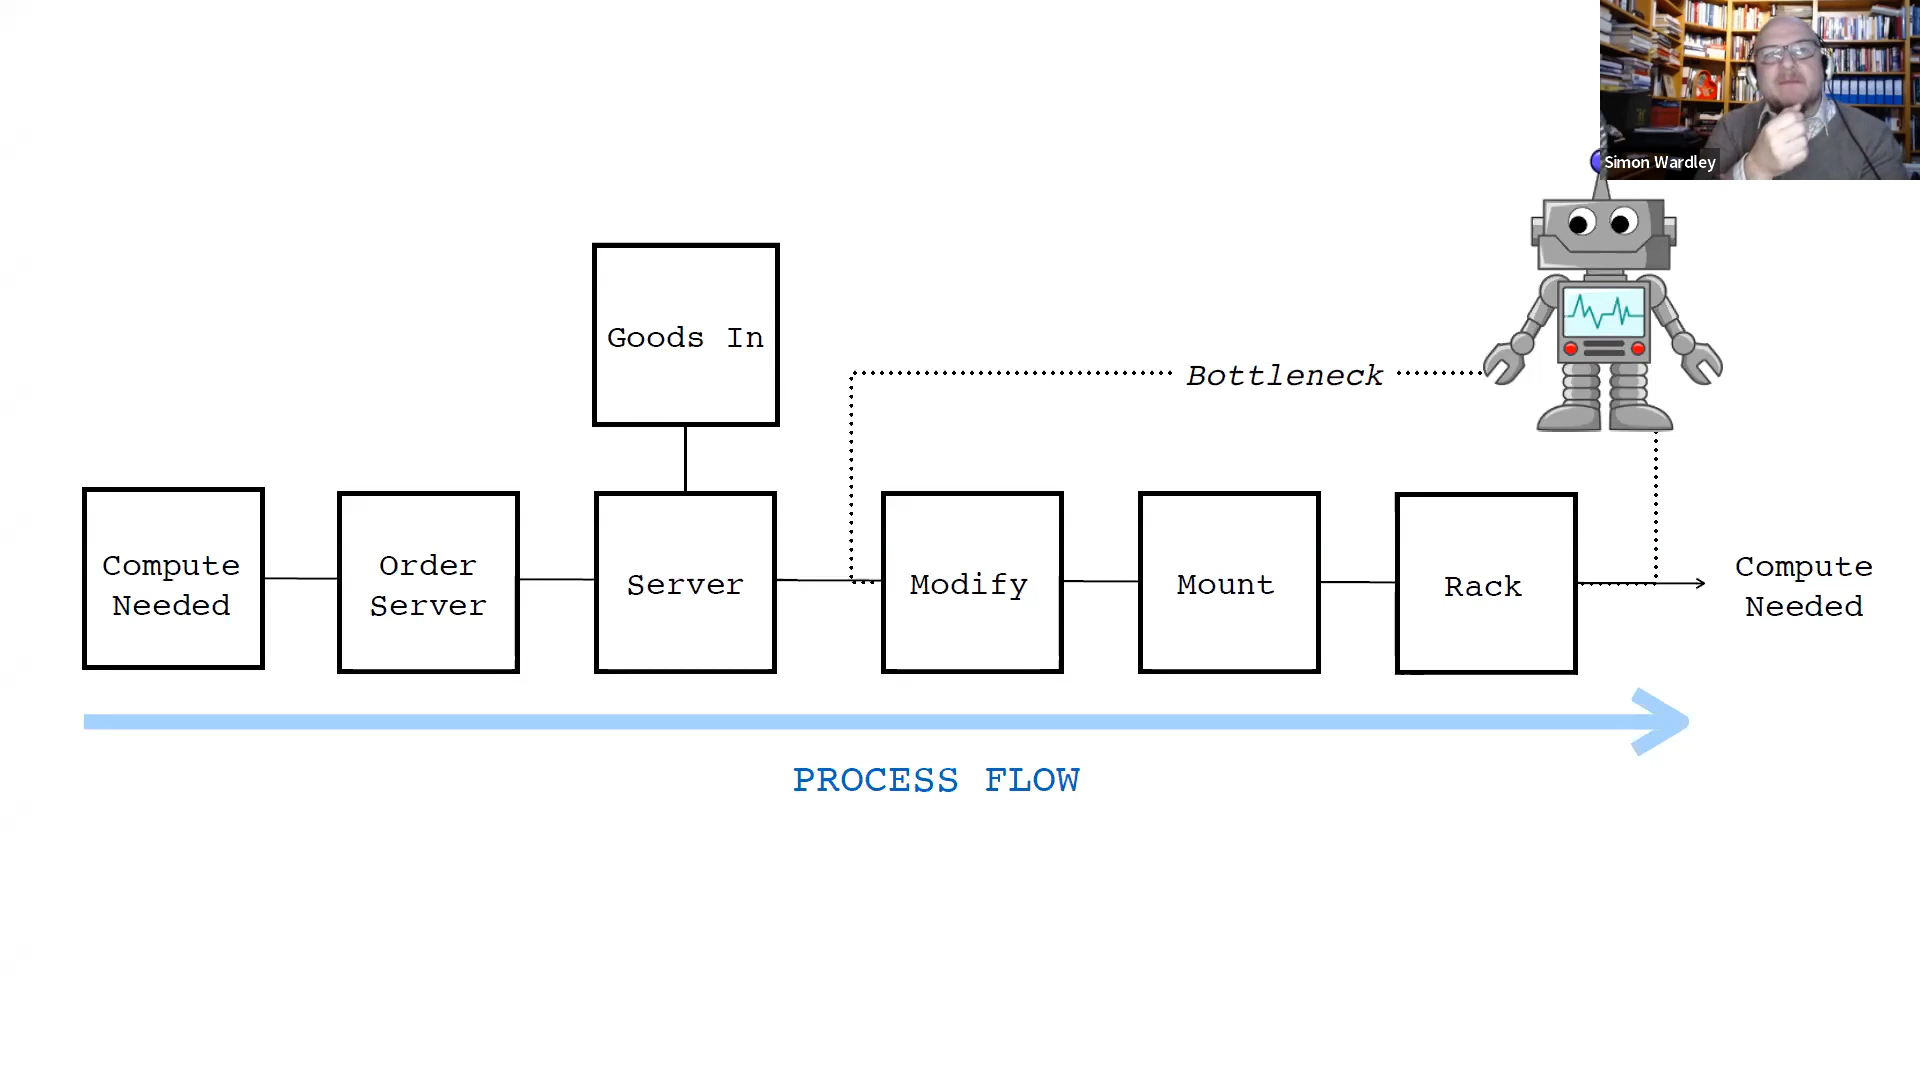 Simon Wardley
Goods In
Bottleneck
Compute
Needed
Order
Server
Server
Modify
Mount
Rack
Compute
Needed
PROCESS FLOW